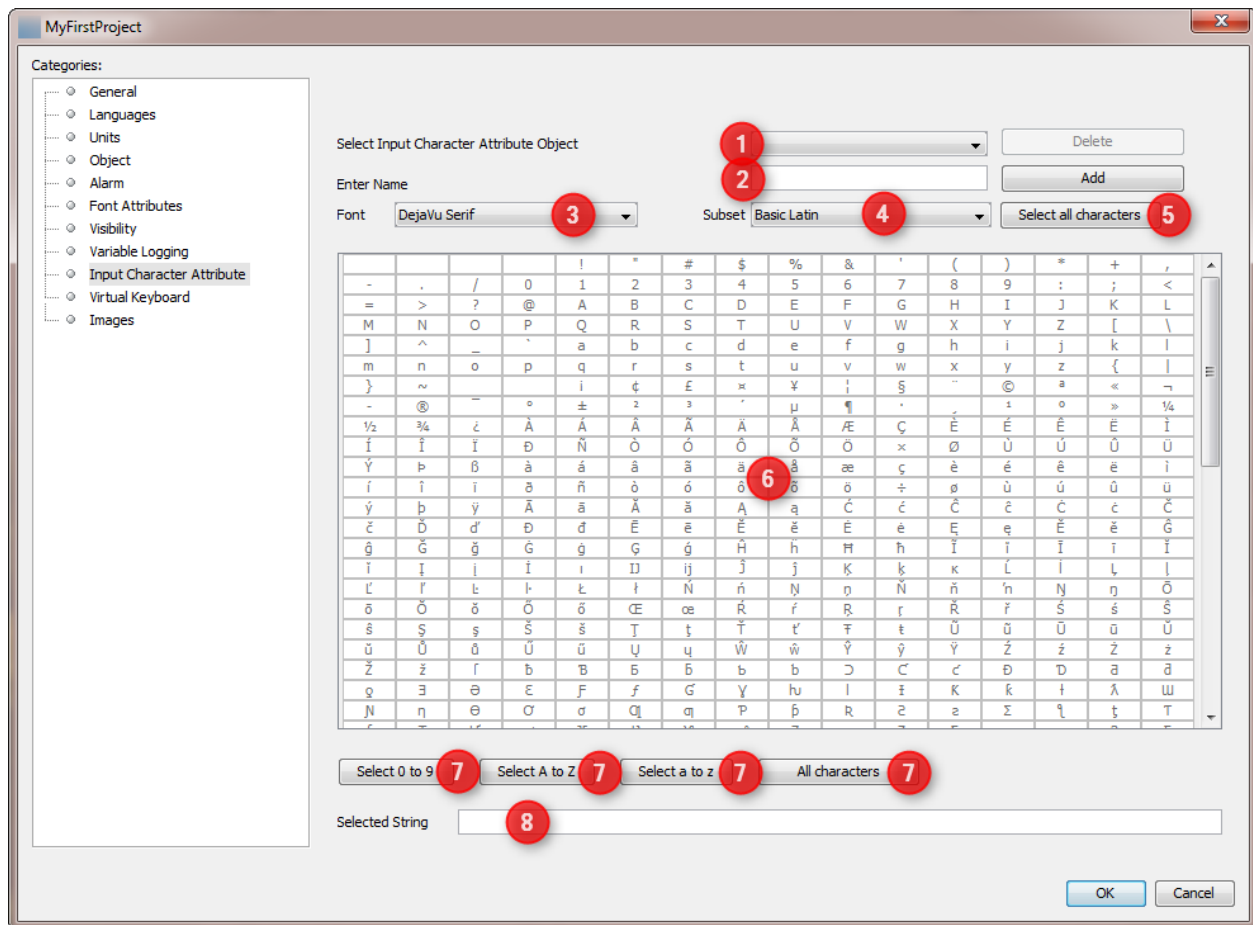 MyFirstProject
Categories:
General
Languages
Units
Object
Alarm
Font Attributes
Visibility
Variable Logging
Input Character Attribute
Virtual Keyboard
Images
Select Input Character Attribute Object 1 Delete
Enter Name 2 Add
Font DejaVu Serif 3 Subset Basic Latin 4 Select all characters 5
! " # $ % & ' ( ) * + ,
- . / 0 1 2 3 4 5 6 7 8 9 : ; <
= > ? @ A B C D E F G H I J K L
M N O P Q R S T U V W X Y Z [ \
] ^ _ ` a b c d e f g h i j k l
m n o p q r s t u v w x y z { |
} ~ ¡ ¢ £ ¤ ¥ ¦ § ¨ © ª « ¬
- ® ¯ ° ± ² ³ ´ µ ¶ · ¸ ¹ º » ¼
½ ¾ ¿ À Á Â Ã Ä Å Æ Ç È É Ê Ë Ì
Í Î Ï Ð Ñ Ò Ó Ô Õ Ö × Ø Ù Ú Û Ü
Ý Þ ß à á â ã ä å æ ç è é ê ë ì
6
í î ï ð ñ ò ó ô õ ö ÷ ø ù ú û ü
ý þ ÿ Ā ā Ă ă Ą ą Ć ć Ĉ ĉ Ċ ċ Č
č Ď ď Đ đ Ē ē Ĕ ĕ Ė ė Ę ę Ě ě Ĝ
ĝ Ğ ğ Ġ ġ Ģ ģ Ĥ ĥ Ħ ħ Ĩ ĩ Ī ī Ĭ
ĭ Į į İ ı Ĳ ĳ Ĵ ĵ Ķ ķ ĸ Ĺ ĺ Ļ ļ
Ľ ľ Ŀ ŀ Ł ł Ń ń Ņ ņ Ň ň ŉ Ŋ ŋ Ō
ō Ŏ ŏ Ő ő Œ œ Ŕ ŕ Ŗ ŗ Ř ř Ś ś Ŝ
ŝ Ş ş Š š Ţ ţ Ť ť Ŧ ŧ Ũ ũ Ū ū Ŭ
ŭ Ů ů Ű ű Ų ų Ŵ ŵ Ŷ ŷ Ÿ Ź ź Ż ż
Ž ž ſ ƀ Ɓ Ƃ ƃ Ƅ ƅ Ɔ Ƈ ƈ Ɖ Ɗ Ƌ ƌ
ƍ Ǝ Ə Ɛ Ƒ ƒ Ɠ Ɣ ƕ Ɩ Ɨ Ƙ ƙ ƚ ƛ Ɯ
Ɲ ƞ Ɵ Ơ ơ Ƣ ƣ Ƥ ƥ Ʀ Ƨ ƨ Ʃ ƪ ƫ Ƭ
Select 0 to 9 7 Select A to Z 7 Select a to z 7 All characters 7
Selected String 8
OK Cancel